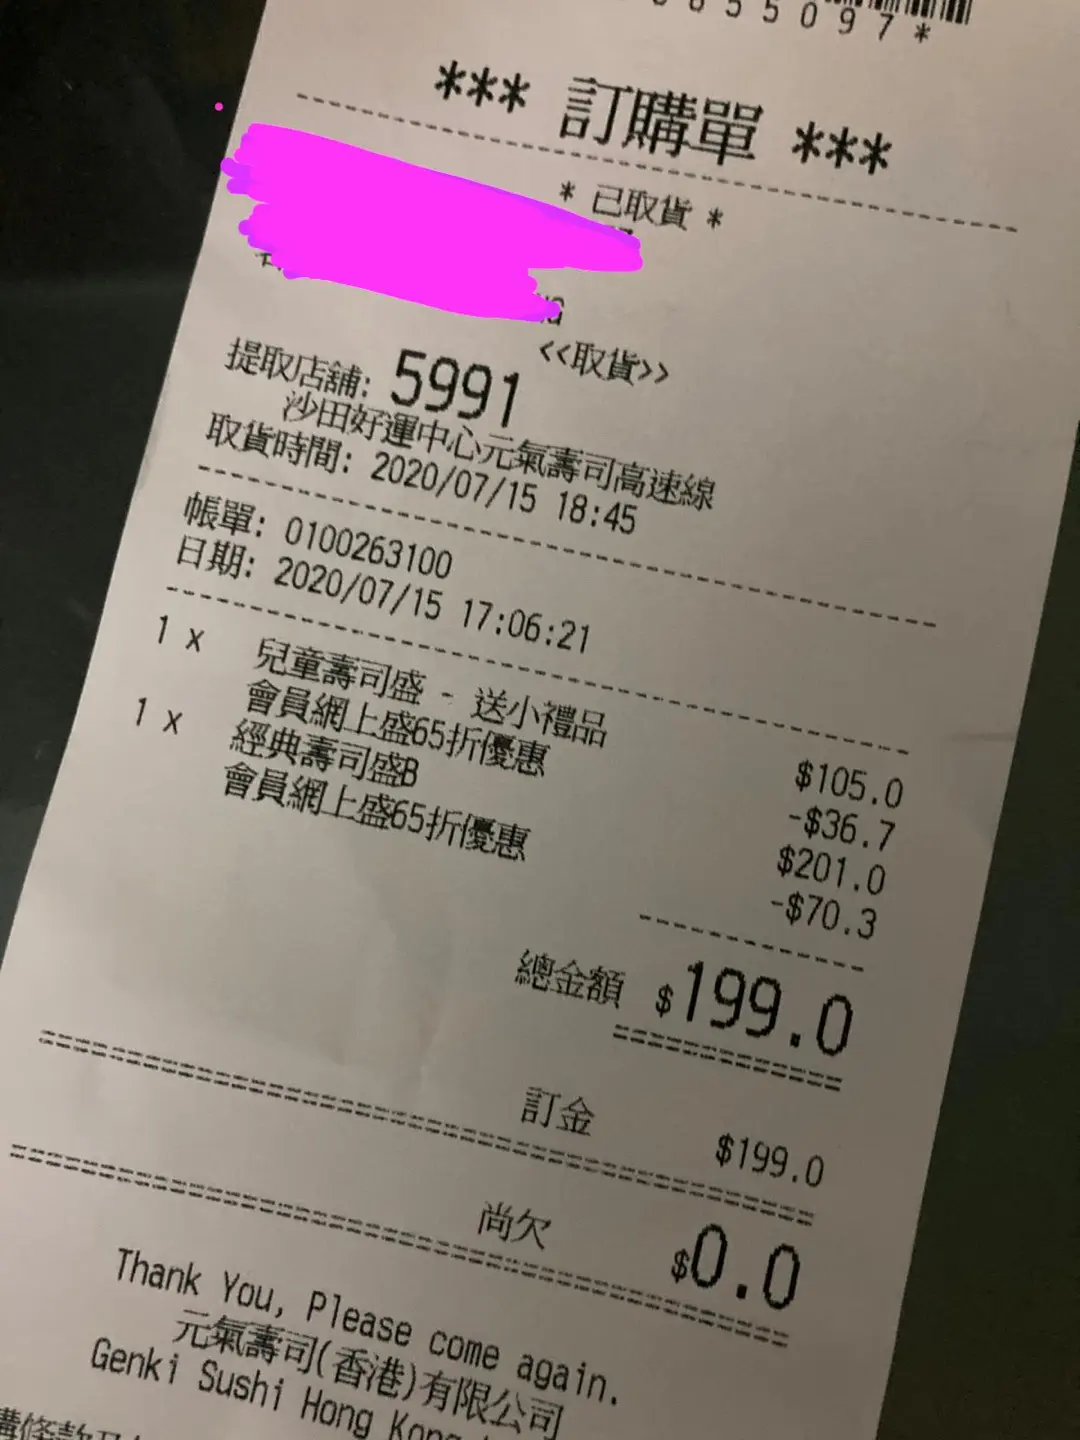 55097*
*** 訂購單 ***
* 已取貨 *
<<取貨>>
提取店舖: 5991
沙田好運中心元氣壽司高速線
取貨時間: 2020/07/15 18:45
帳單: 0100263100
日期: 2020/07/15 17:06:21
1 x 兒童壽司盛 - 送小禮品 $105.0
會員網上盛65折優惠 -$36.7
1 x 經典壽司盛B $201.0
會員網上盛65折優惠 -$70.3
總金額 $199.0
訂金 $199.0
尚欠 $0.0
Thank You, Please come again.
元氣壽司(香港)有限公司
Genki Sushi Hong Kong
購條款及